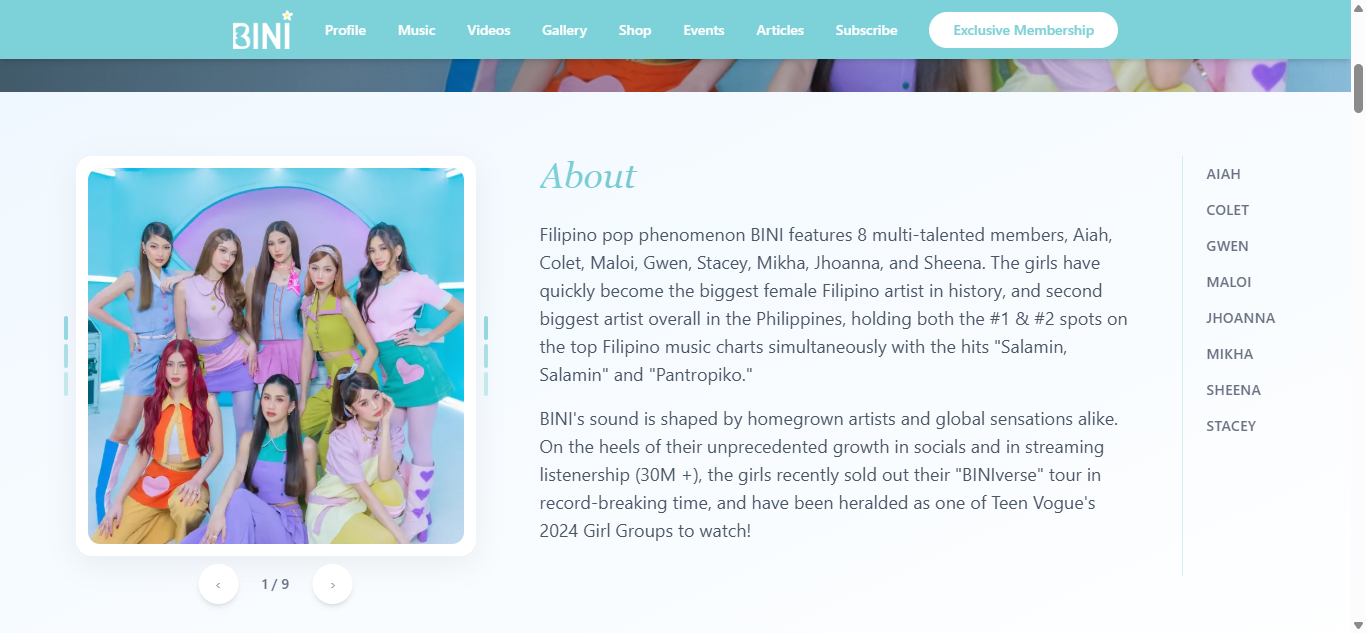 BINI
Profile
Music
Videos
Gallery
Shop
Events
Articles
Subscribe
Exclusive Membership
About
Filipino pop phenomenon BINI features 8 multi-talented members, Aiah,
Colet, Maloi, Gwen, Stacey, Mikha, Jhoanna, and Sheena. The girls have
quickly become the biggest female Filipino artist in history, and second
biggest artist overall in the Philippines, holding both the #1 & #2 spots on
the top Filipino music charts simultaneously with the hits "Salamin,
Salamin" and "Pantropiko."
BINI's sound is shaped by homegrown artists and global sensations alike.
On the heels of their unprecedented growth in socials and in streaming
listenership (30M +), the girls recently sold out their "BINIverse" tour in
record-breaking time, and have been heralded as one of Teen Vogue's
2024 Girl Groups to watch!
AIAH
COLET
GWEN
MALOI
JHOANNA
MIKHA
SHEENA
STACEY
‹ 1 / 9 ›